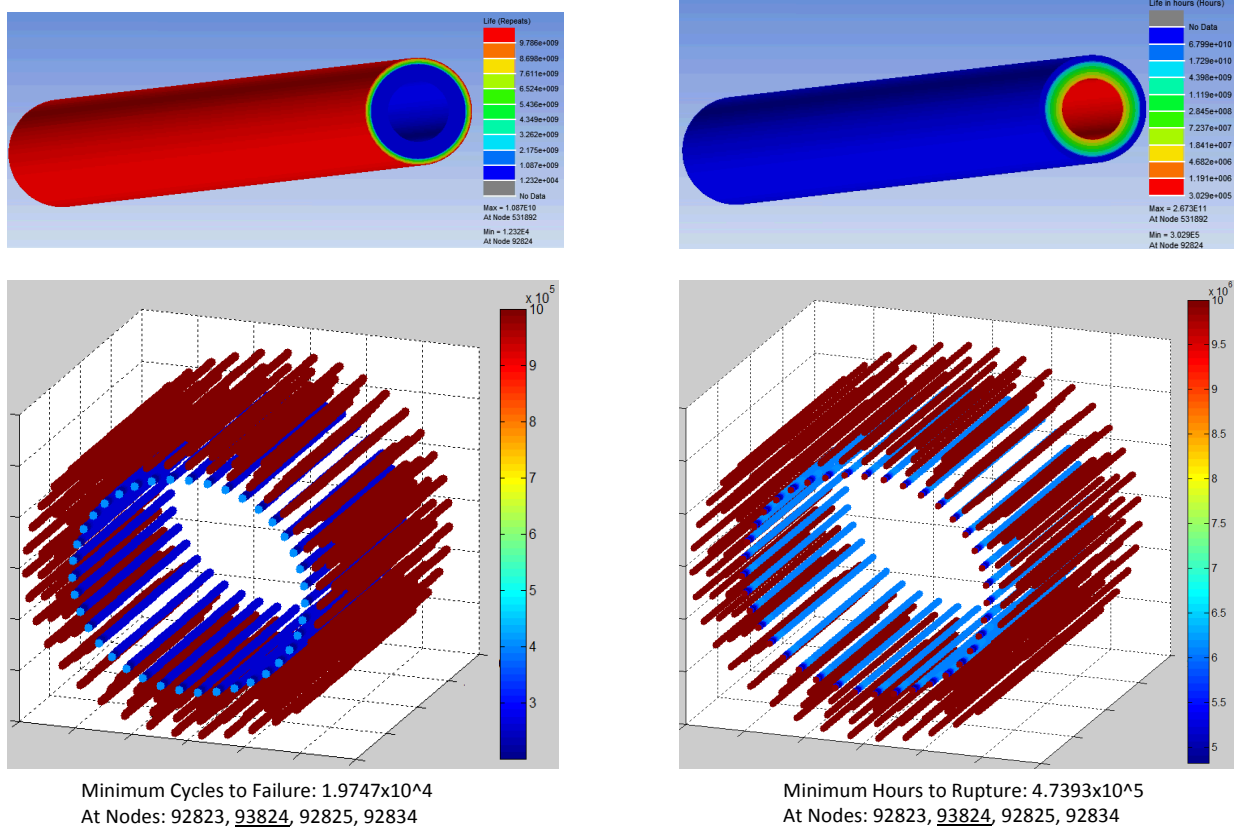 Life (Repeats)
9.786e+009
8.698e+009
7.611e+009
6.524e+009
5.436e+009
4.349e+009
3.262e+009
2.175e+009
1.087e+009
1.232e+004
No Data
Max = 1.087E10
At Node 531892
Min = 1.232E4
At Node 92824
Life in hours (Hours)
No Data
6.799e+010
1.729e+010
4.398e+009
1.119e+009
2.845e+008
7.237e+007
1.841e+007
4.682e+006
1.191e+006
3.029e+005
Max = 2.673E11
At Node 531892
Min = 3.029E5
At Node 92824
x 10^5
10
9
8
7
6
5
4
3
x 10^6
10
9.5
9
8.5
8
7.5
7
6.5
6
5.5
5
Minimum Cycles to Failure: 1.9747x10^4
At Nodes: 92823, 93824, 92825, 92834
Minimum Hours to Rupture: 4.7393x10^5
At Nodes: 92823, 93824, 92825, 92834